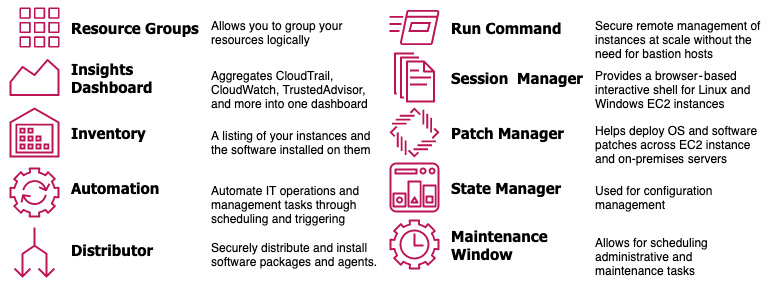 Resource Groups
Allows you to group your
resources logically
Insights
Dashboard
Aggregates CloudTrail,
CloudWatch, TrustedAdvisor,
and more into one dashboard
Inventory
A listing of your instances and
the software installed on them
Automation
Automate IT operations and
management tasks through
scheduling and triggering
Distributor
Securely distribute and install
software packages and agents.
Run Command
Secure remote management of
instances at scale without the
need for bastion hosts
Session Manager
Provides a browser-based
interactive shell for Linux and
Windows EC2 instances
Patch Manager
Helps deploy OS and software
patches across EC2 instance
and on-premises servers
State Manager
Used for configuration
management
Maintenance
Window
Allows for scheduling
administrative and
maintenance tasks